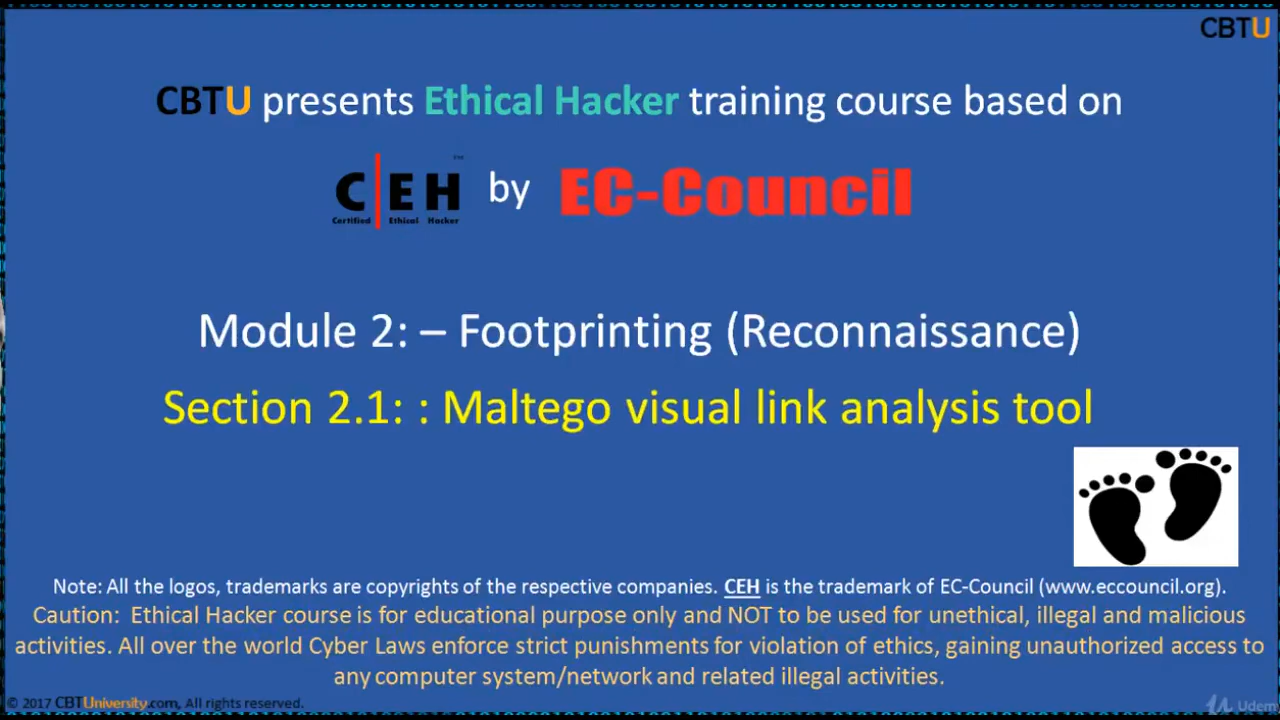 CBTU
CBTU presents Ethical Hacker training course based on
C|EH™ by EC-Council
Certified Ethical Hacker
Module 2: – Footprinting (Reconnaissance)
Section 2.1: : Maltego visual link analysis tool
Note: All the logos, trademarks are copyrights of the respective companies. CEH is the trademark of EC-Council (www.eccouncil.org).
Caution: Ethical Hacker course is for educational purpose only and NOT to be used for unethical, illegal and malicious
activities. All over the world Cyber Laws enforce strict punishments for violation of ethics, gaining unauthorized access to
any computer system/network and related illegal activities.
© 2017 CBTUniversity.com, All rights reserved.